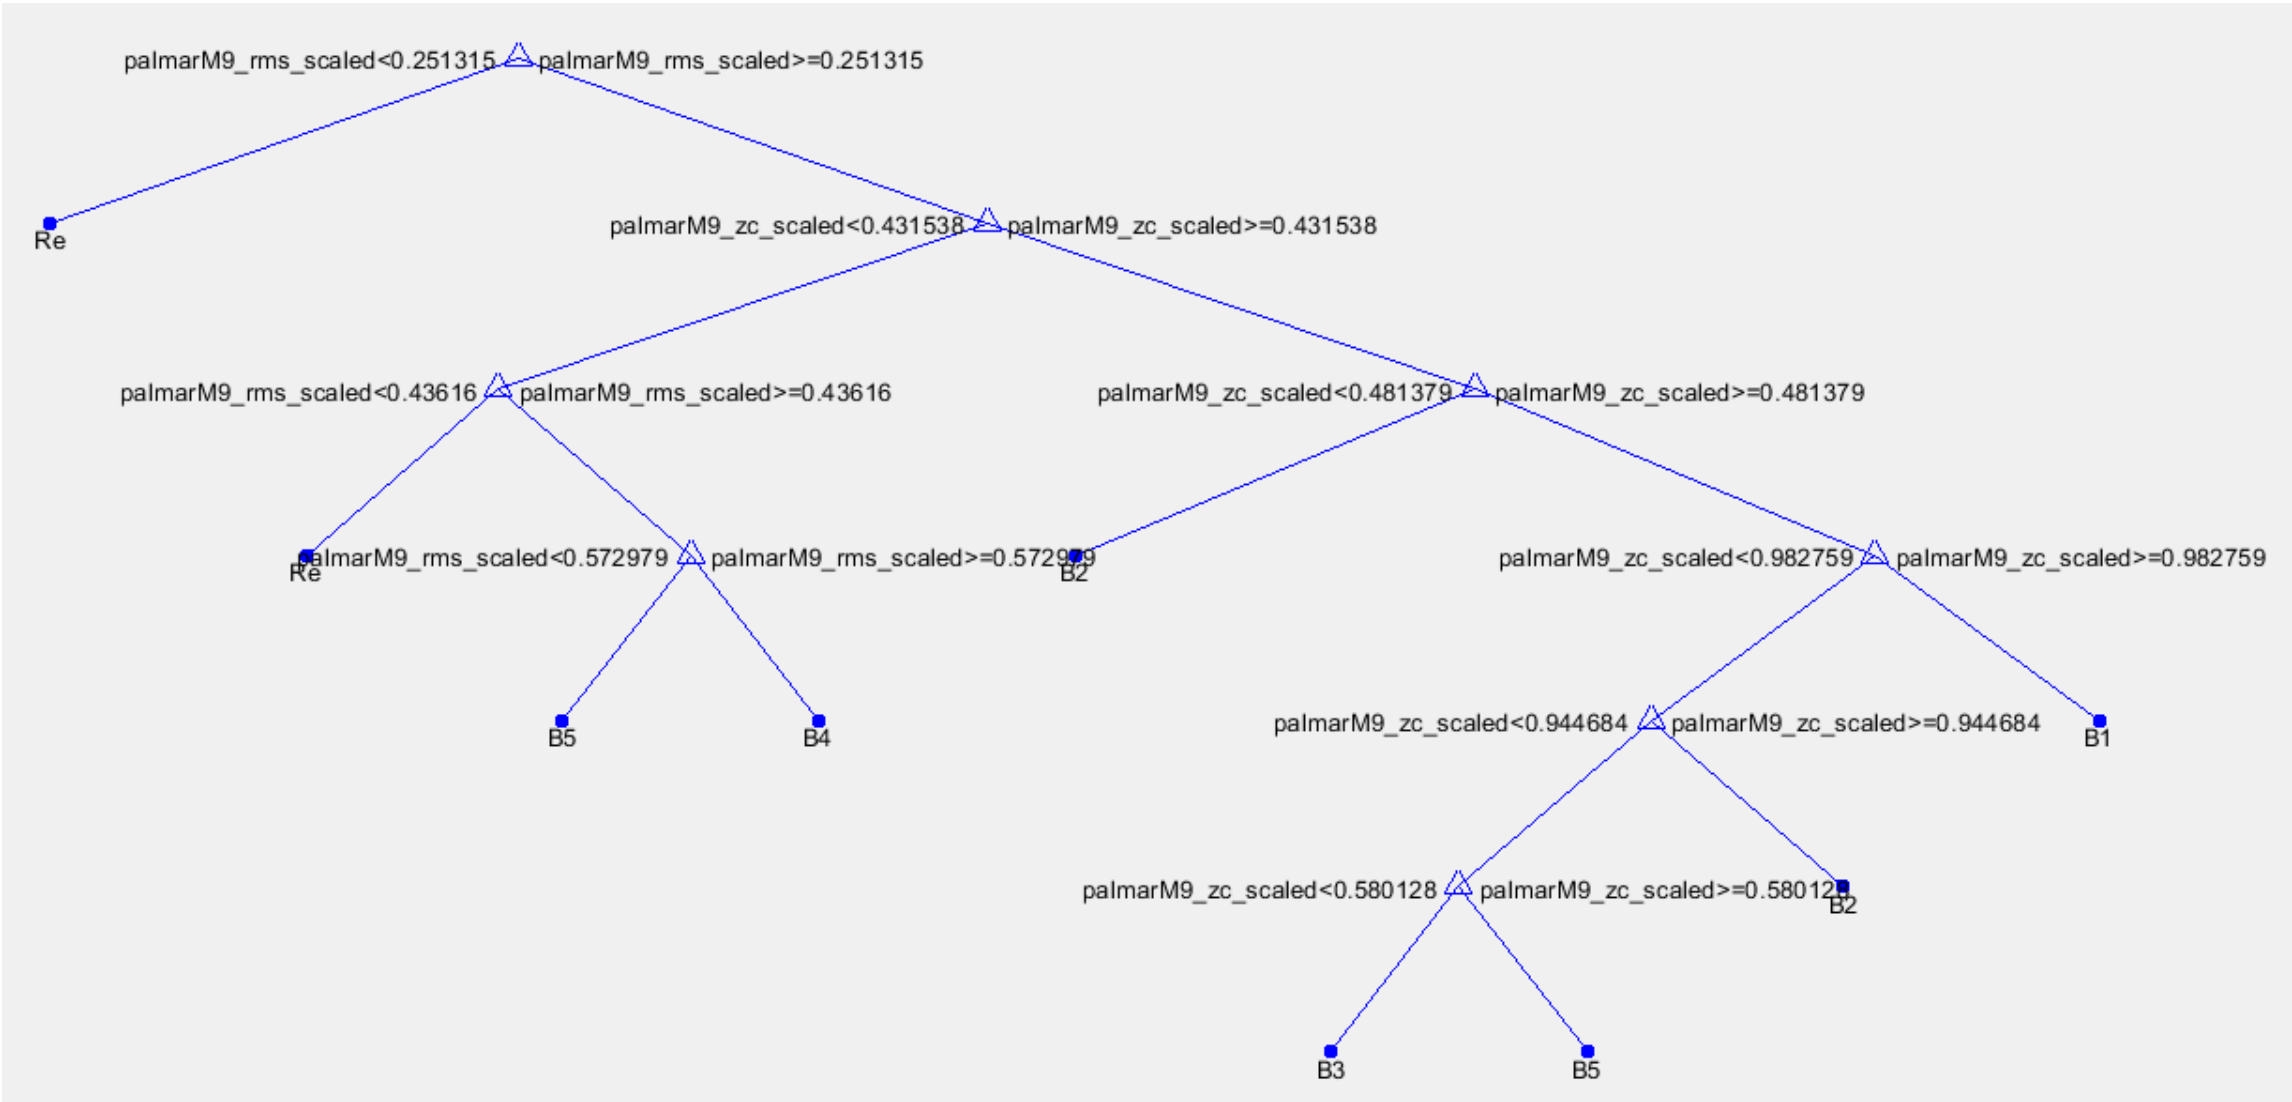 palmarM9_rms_scaled<0.251315 palmarM9_rms_scaled>=0.251315
Re
palmarM9_zc_scaled<0.431538 palmarM9_zc_scaled>=0.431538
palmarM9_rms_scaled<0.43616 palmarM9_rms_scaled>=0.43616
palmarM9_zc_scaled<0.481379 palmarM9_zc_scaled>=0.481379
Re
palmarM9_rms_scaled<0.572979 palmarM9_rms_scaled>=0.572979
B2
palmarM9_zc_scaled<0.982759 palmarM9_zc_scaled>=0.982759
B5
B4
palmarM9_zc_scaled<0.944684 palmarM9_zc_scaled>=0.944684
B1
palmarM9_zc_scaled<0.580128 palmarM9_zc_scaled>=0.580128
B2
B3
B5